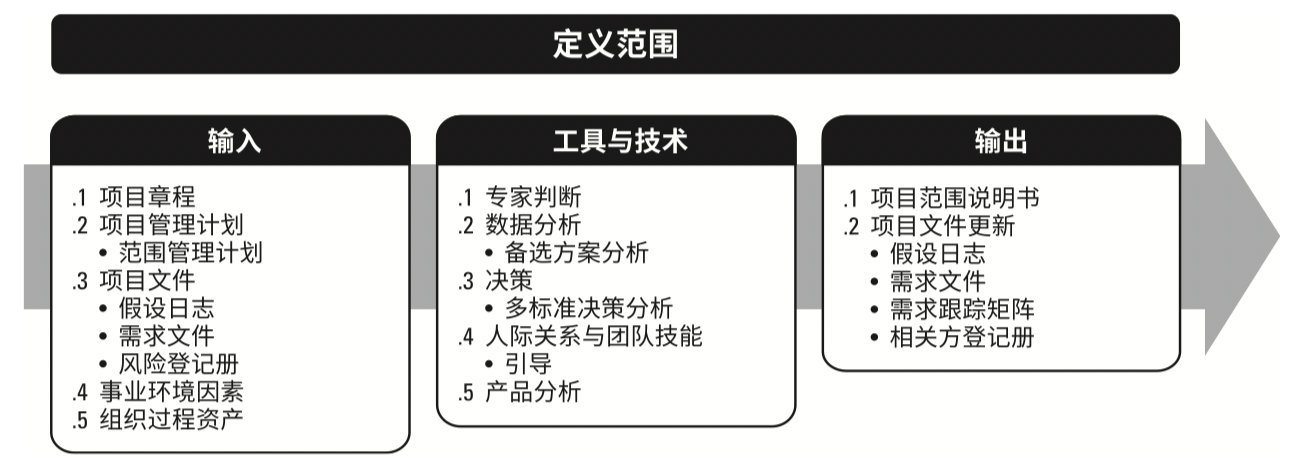 定义范围
输入
.1 项目章程
.2 项目管理计划
• 范围管理计划
.3 项目文件
• 假设日志
• 需求文件
• 风险登记册
.4 事业环境因素
.5 组织过程资产
工具与技术
.1 专家判断
.2 数据分析
• 备选方案分析
.3 决策
• 多标准决策分析
.4 人际关系与团队技能
• 引导
.5 产品分析
输出
.1 项目范围说明书
.2 项目文件更新
• 假设日志
• 需求文件
• 需求跟踪矩阵
• 相关方登记册